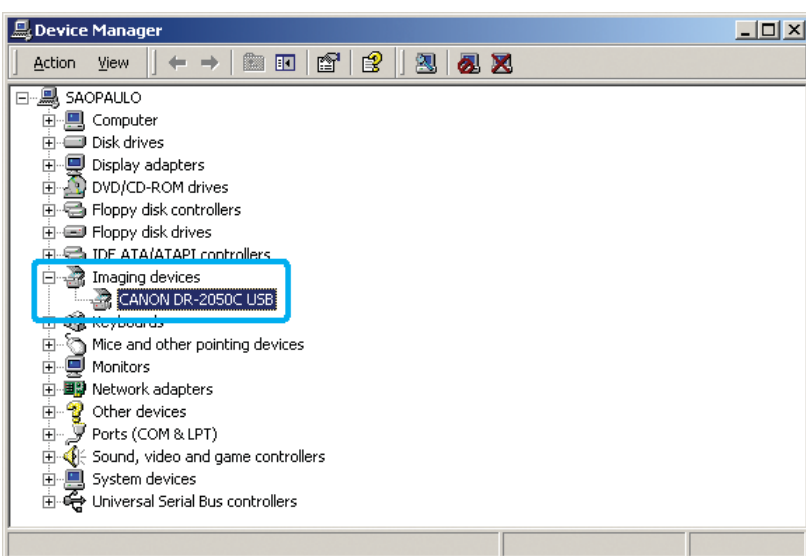 Device Manager
Action View
SAOPAULO
Computer
Disk drives
Display adapters
DVD/CD-ROM drives
Floppy disk controllers
Floppy disk drives
IDE ATA/ATAPI controllers
Imaging devices
CANON DR-2050C USB
Keyboards
Mice and other pointing devices
Monitors
Network adapters
Other devices
Ports (COM & LPT)
Sound, video and game controllers
System devices
Universal Serial Bus controllers